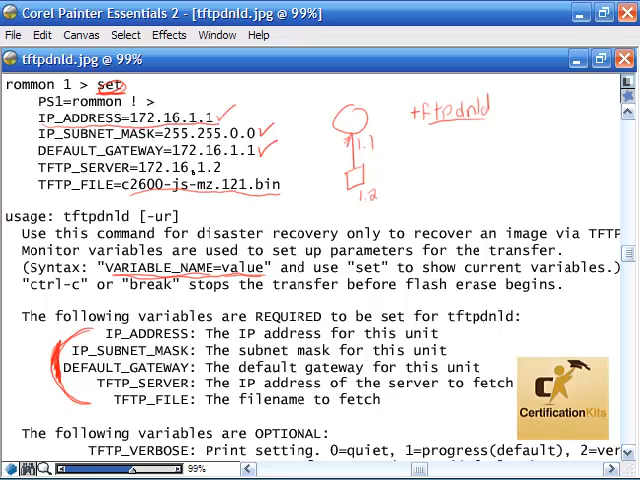 Corel Painter Essentials 2 - [tftpdnld.jpg @ 99%]
File Edit Canvas Select Effects Window Help
tftpdnld.jpg @ 99%
rommon 1 > set
PS1=rommon ! >
IP_ADDRESS=172.16.1.1
IP_SUBNET_MASK=255.255.0.0
DEFAULT_GATEWAY=172.16.1.1
TFTP_SERVER=172.16.1.2
TFTP_FILE=c2600-js-mz.121.bin
tftpdnld
1.1
1.2
usage: tftpdnld [-ur]
Use this command for disaster recovery only to recover an image via TFTP
Monitor variables are used to set up parameters for the transfer.
(Syntax: "VARIABLE_NAME=value" and use "set" to show current variables.)
"ctrl-c" or "break" stops the transfer before flash erase begins.
The following variables are REQUIRED to be set for tftpdnld:
IP_ADDRESS: The IP address for this unit
IP_SUBNET_MASK: The subnet mask for this unit
DEFAULT_GATEWAY: The default gateway for this unit
TFTP_SERVER: The IP address of the server to fetch
TFTP_FILE: The filename to fetch
CertificationKits
The following variables are OPTIONAL:
TFTP_VERBOSE: Print setting. 0=quiet, 1=progress(default), 2=ver
99%